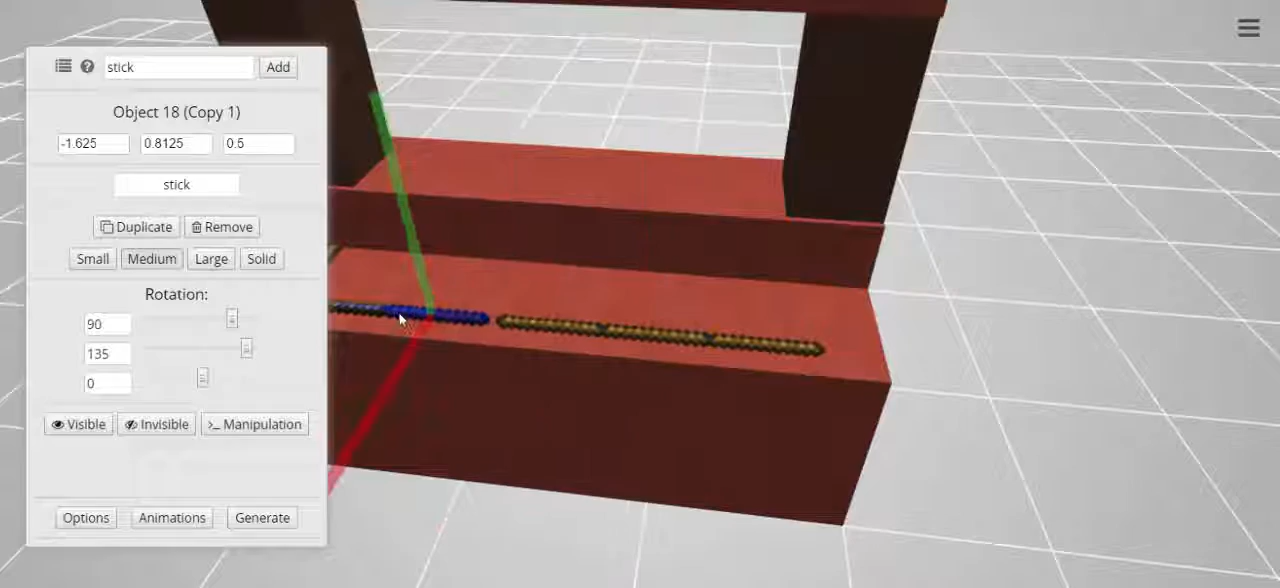 stick Add
Object 18 (Copy 1)
-1.625 0.8125 0.5
stick
Duplicate Remove
Small Medium Large Solid
Rotation:
90
135
0
Visible Invisible >_ Manipulation
Options Animations Generate